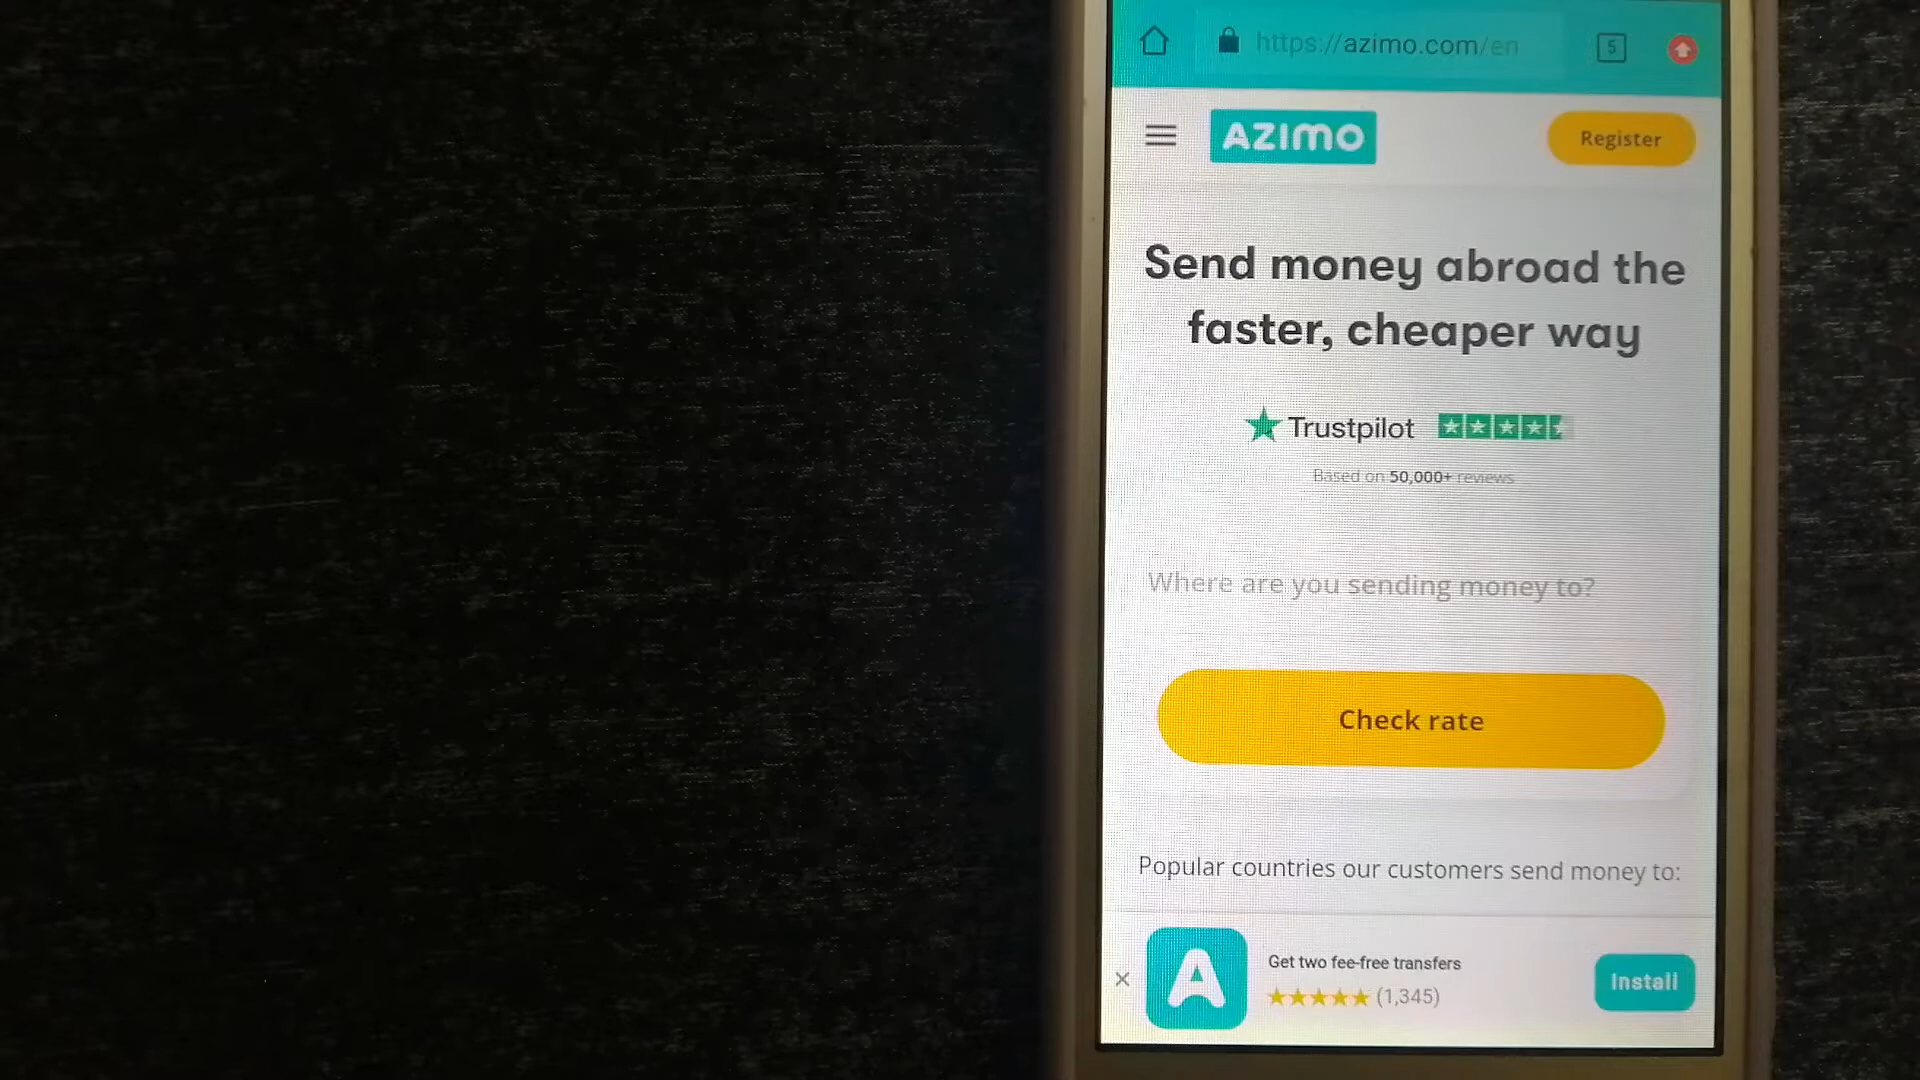 https://azimo.com/en
5
AZIMO
Register
Send money abroad the
faster, cheaper way
Trustpilot
Based on 50,000+ reviews
Where are you sending money to?
Check rate
Popular countries our customers send money to:
A
Get two fee-free transfers
(1,345)
Install